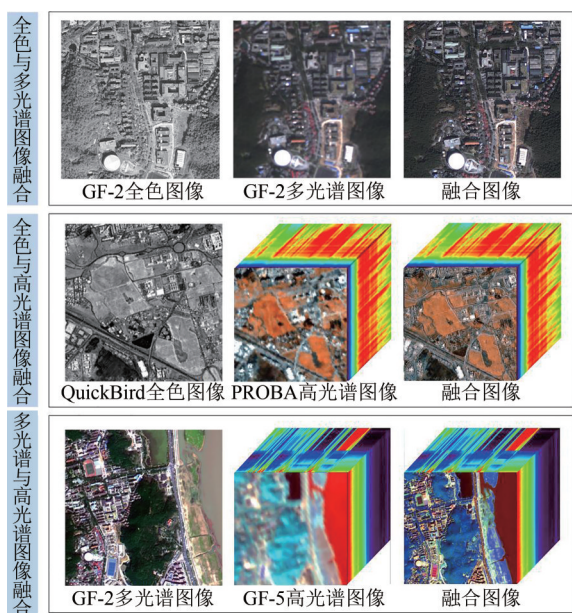 全色与多光谱图像融合
GF-2全色图像
GF-2多光谱图像
融合图像
全色与高光谱图像融合
QuickBird全色图像
PROBA高光谱图像
融合图像
多光谱与高光谱图像融合
GF-2多光谱图像
GF-5高光谱图像
融合图像